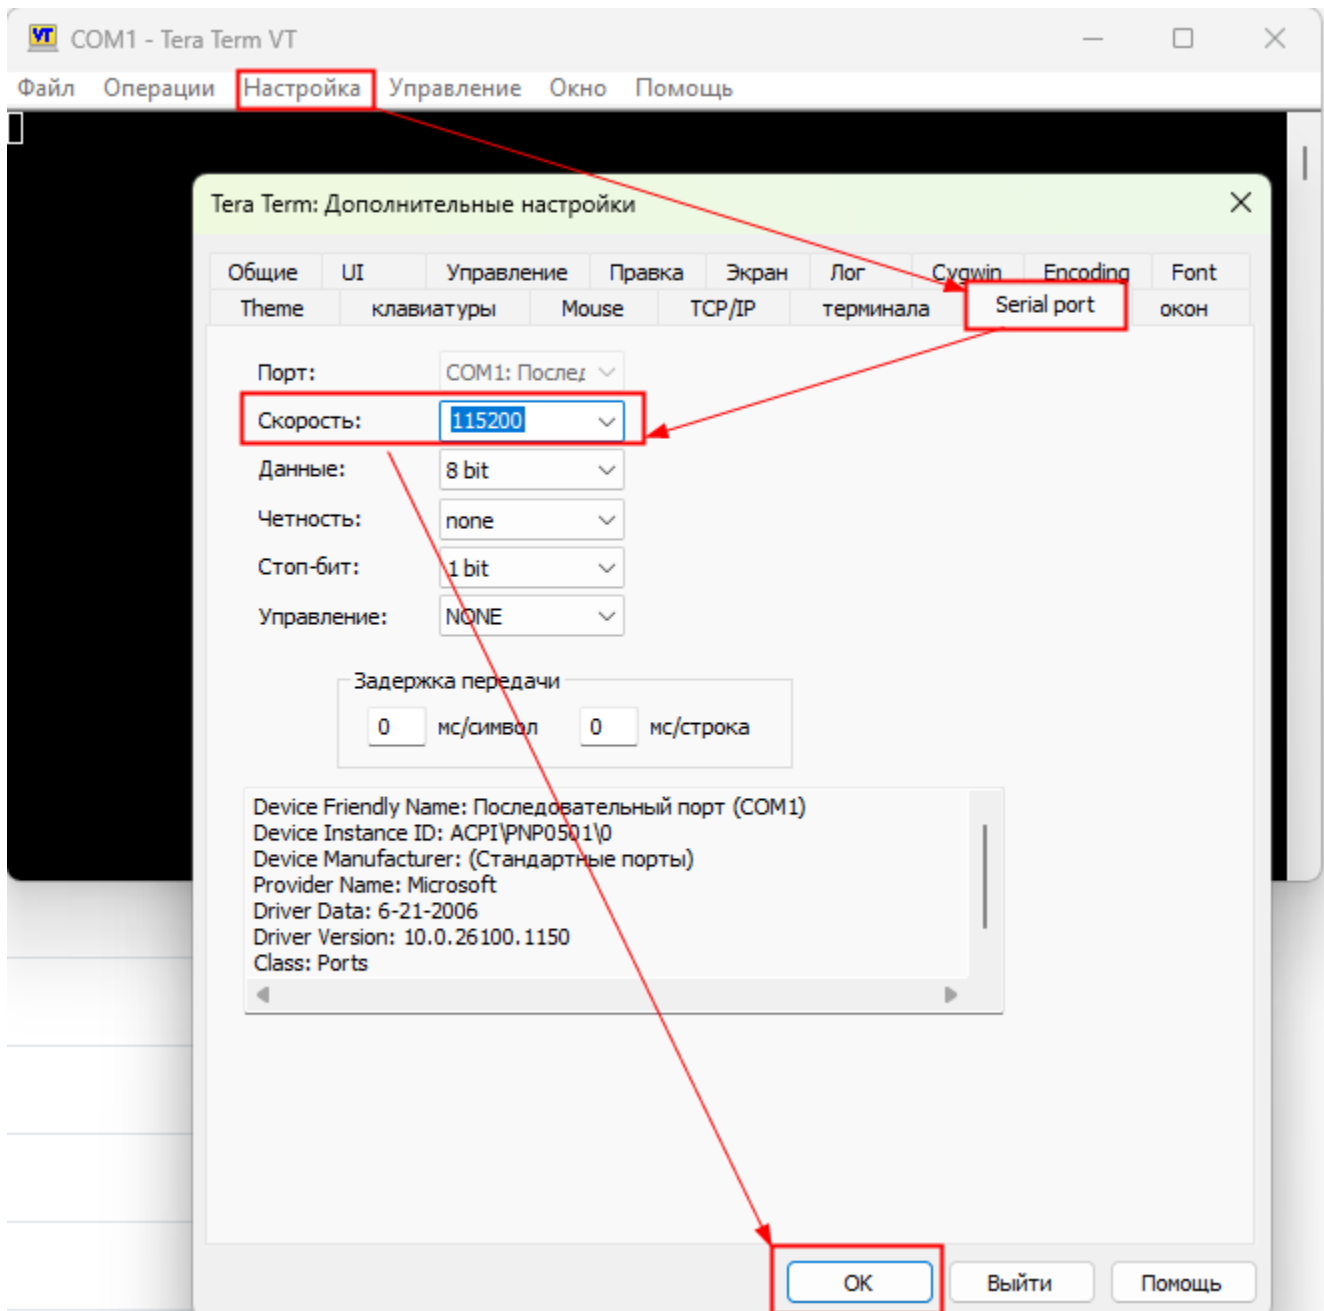 VT COM1 - Tera Term VT
Файл Операции Настройка Управление Окно Помощь
Tera Term: Дополнительные настройки
Общие UI Управление Правка Экран Лог Cygwin Encoding Font
Theme клавиатуры Mouse TCP/IP терминала Serial port окон
Порт: COM1: Послед
Скорость: 115200
Данные: 8 bit
Четность: none
Стоп-бит: 1 bit
Управление: NONE
Задержка передачи
0 мс/символ 0 мс/строка
Device Friendly Name: Последовательный порт (COM1)
Device Instance ID: ACPI\PNP0501\0
Device Manufacturer: (Стандартные порты)
Provider Name: Microsoft
Driver Data: 6-21-2006
Driver Version: 10.0.26100.1150
Class: Ports
OK Выйти Помощь